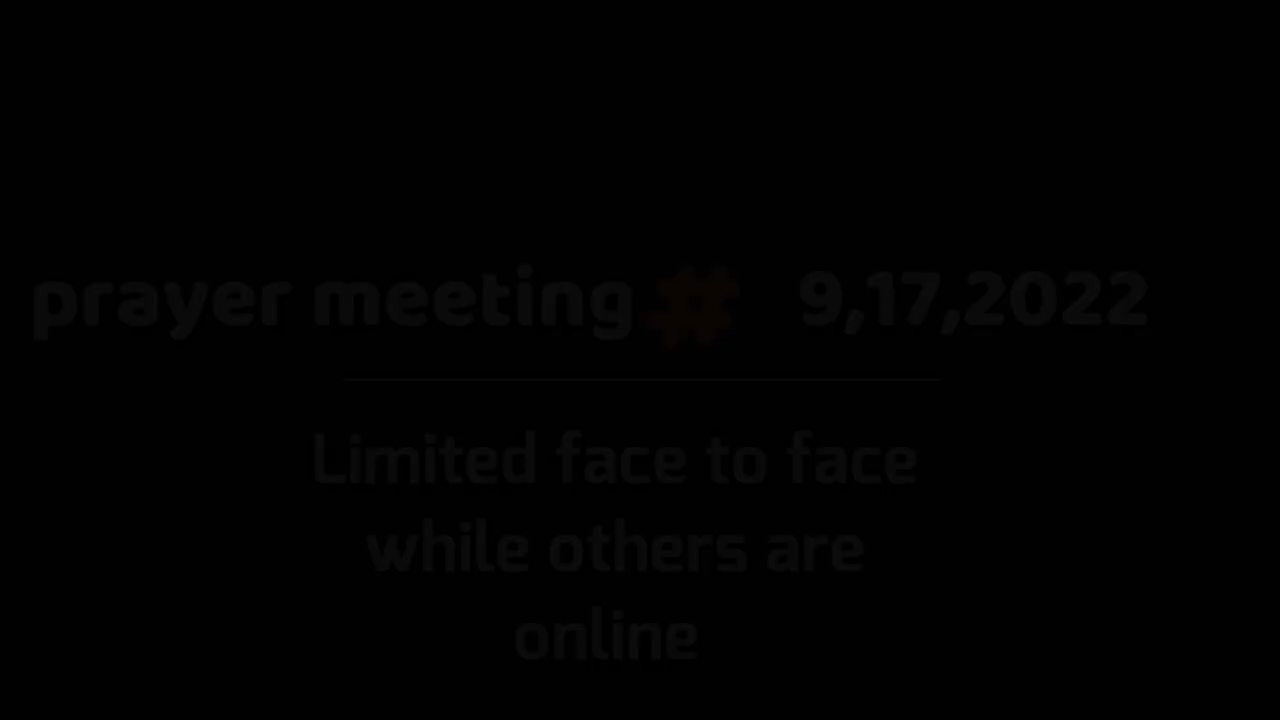 prayer meeting # 9,17,2022
Limited face to face
while others are
online